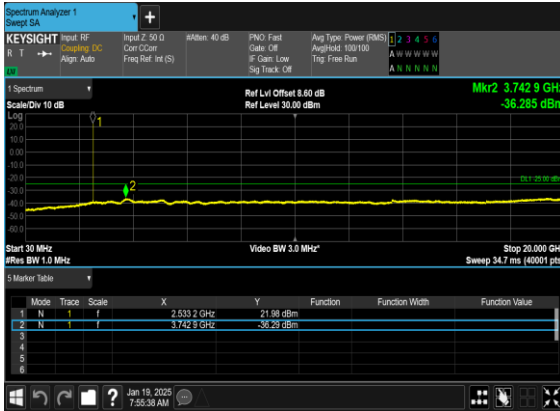 Spectrum Analyzer 1
Swept SA
+
KEYSIGHT Input: RF Input Z: 50 Ω #Atten: 40 dB PNO: Fast Avg Type: Power (RMS) 1 2 3 4 5 6
R T Coupling: DC Corr CCorr Gate: Off Avg|Hold: 100/100 A W W W W W
Align: Auto Freq Ref: Int (S) IF Gain: Low Trig: Free Run
Sig Track: Off A N N N N N
1 Spectrum
Scale/Div 10 dB
Ref Lvl Offset 8.60 dB
Ref Level 30.00 dBm
Mkr2 3.742 9 GHz
-36.285 dBm
Log
20.0
10.0
0.00
-10.0
-20.0
-30.0
-40.0
-50.0
-60.0
1
2
DL1 -25.00 dBm
Start 30 MHz Video BW 3.0 MHz* Stop 20.000 GHz
#Res BW 1.0 MHz Sweep 34.7 ms (40001 pts)
5 Marker Table
Mode Trace Scale X Y Function Function Width Function Value
1 N 1 f 2.533 2 GHz 21.98 dBm
2 N 1 f 3.742 9 GHz -36.29 dBm
3
4
5
6
? Jan 19, 2025
7:55:38 AM